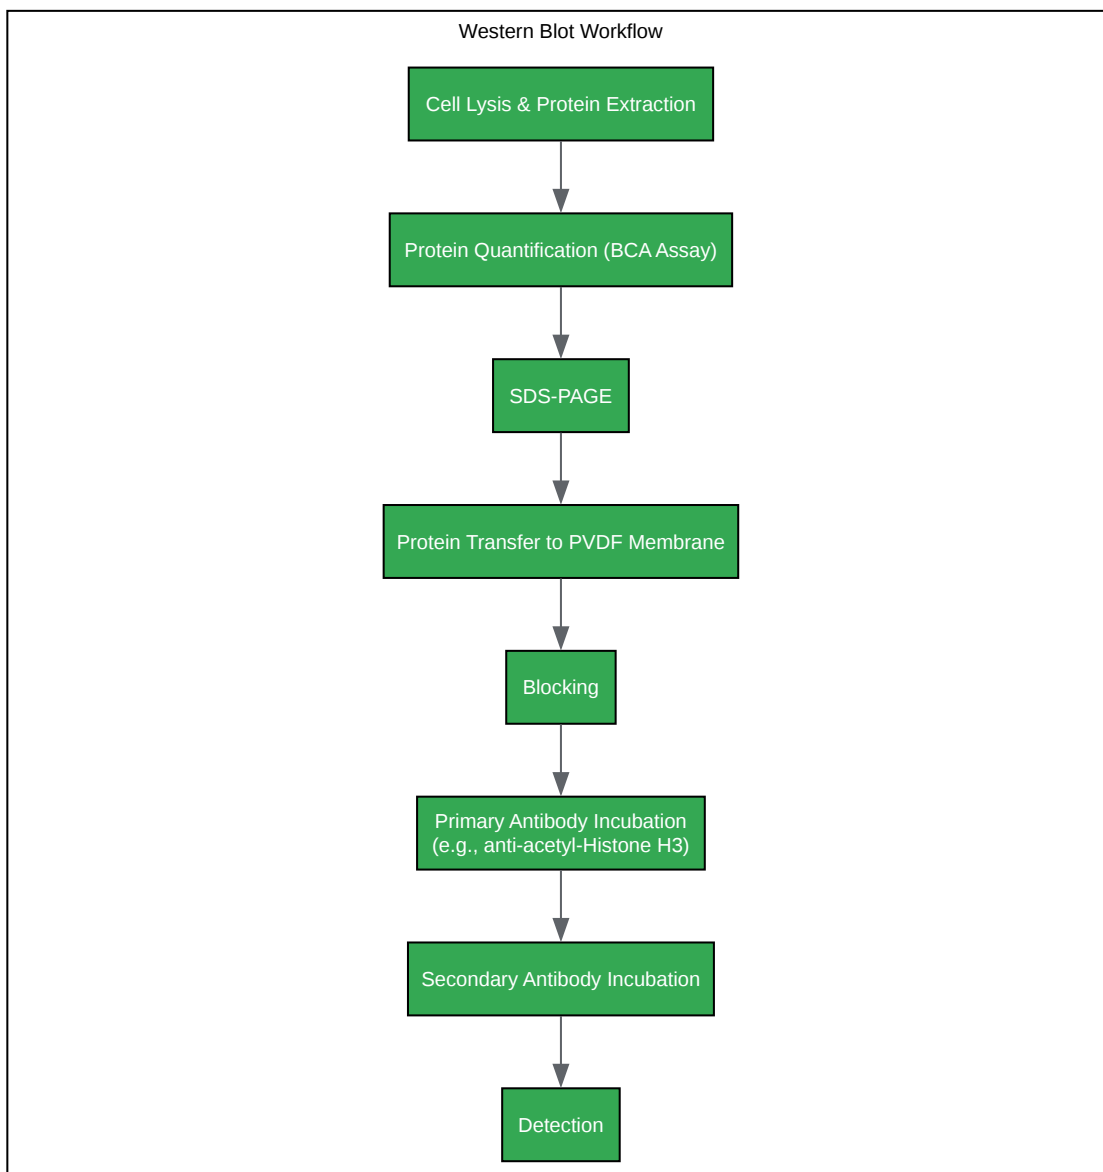 Western Blot Workflow
Cell Lysis & Protein Extraction
Protein Quantification (BCA Assay)
SDS-PAGE
Protein Transfer to PVDF Membrane
Blocking
Primary Antibody Incubation
(e.g., anti-acetyl-Histone H3)
Secondary Antibody Incubation
Detection